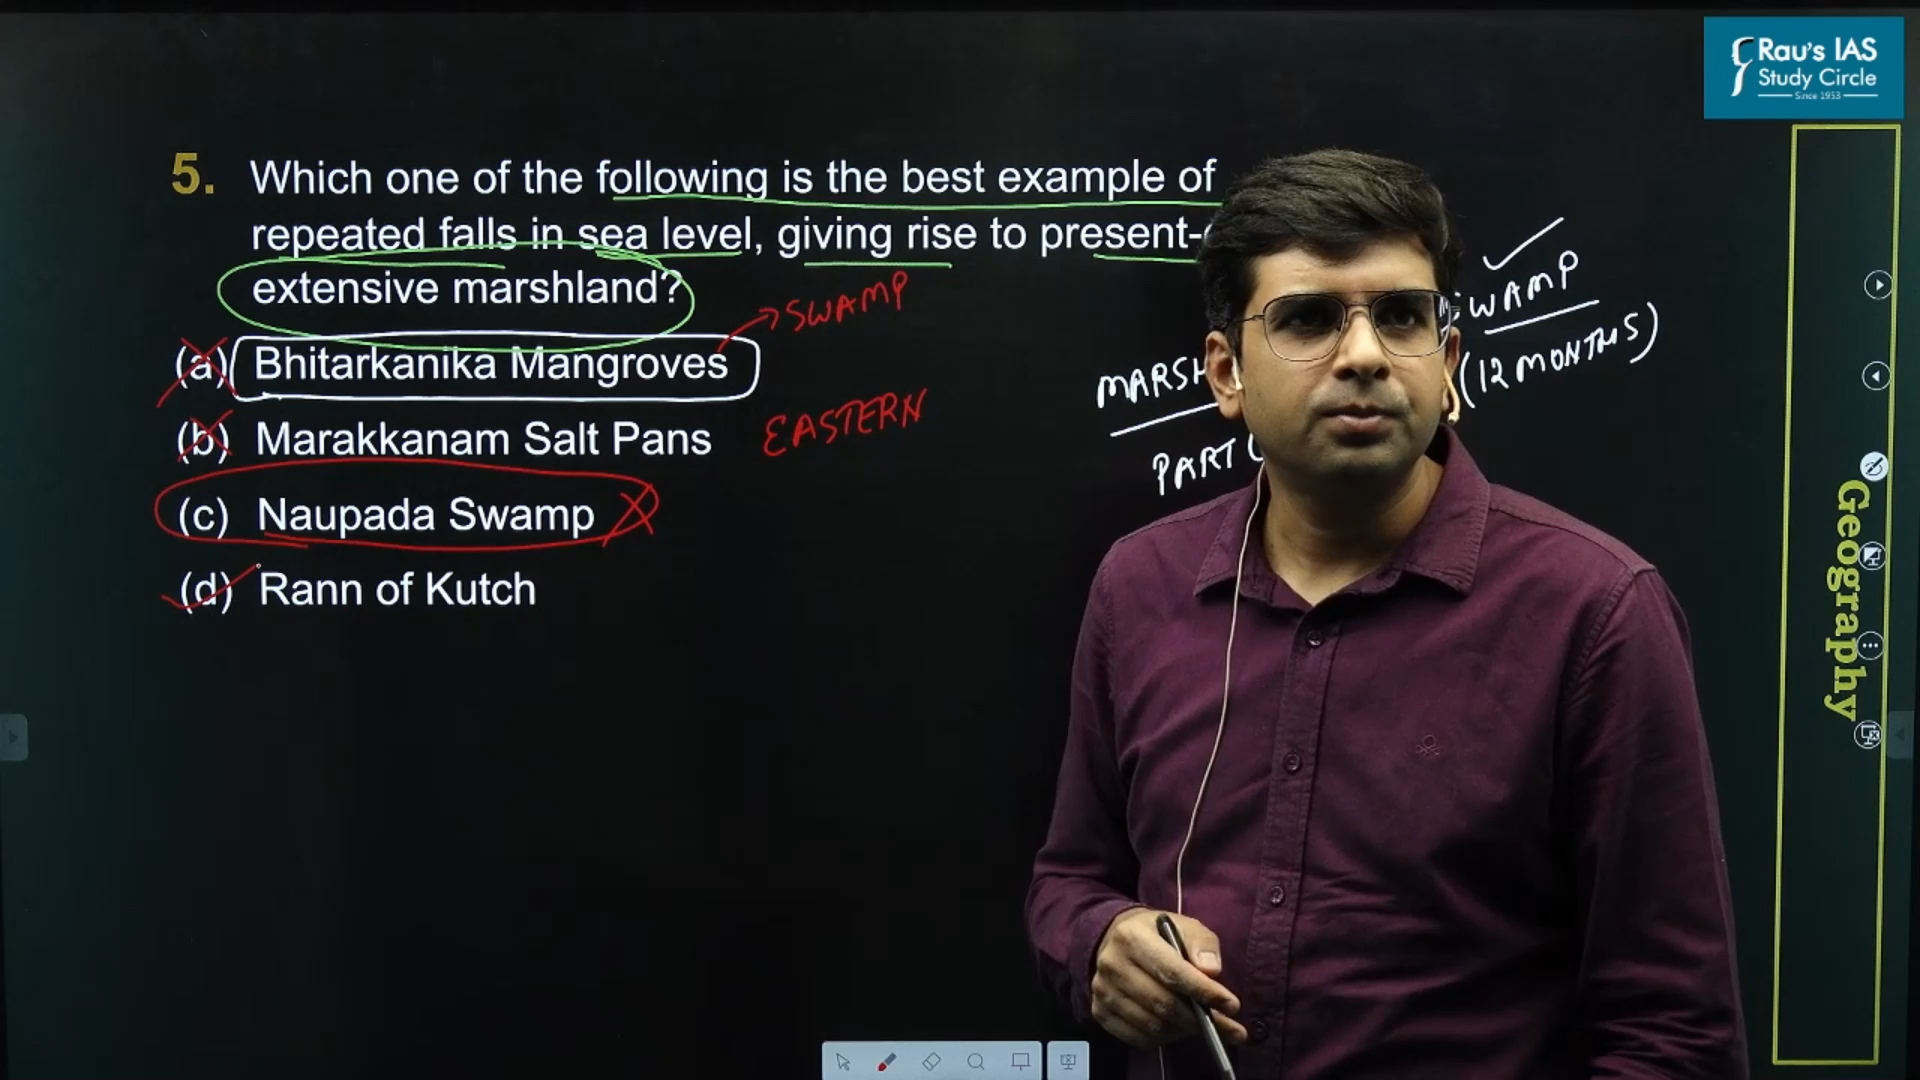 Rau's IAS
Study Circle
Since 1953
5. Which one of the following is the best example of
repeated falls in sea level, giving rise to present-
extensive marshland?
(a) Bhitarkanika Mangroves
(b) Marakkanam Salt Pans
(c) Naupada Swamp
(d) Rann of Kutch
SWAMP
EASTERN
MARSH
PART
SWAMP
(12 MONTHS)
Geography